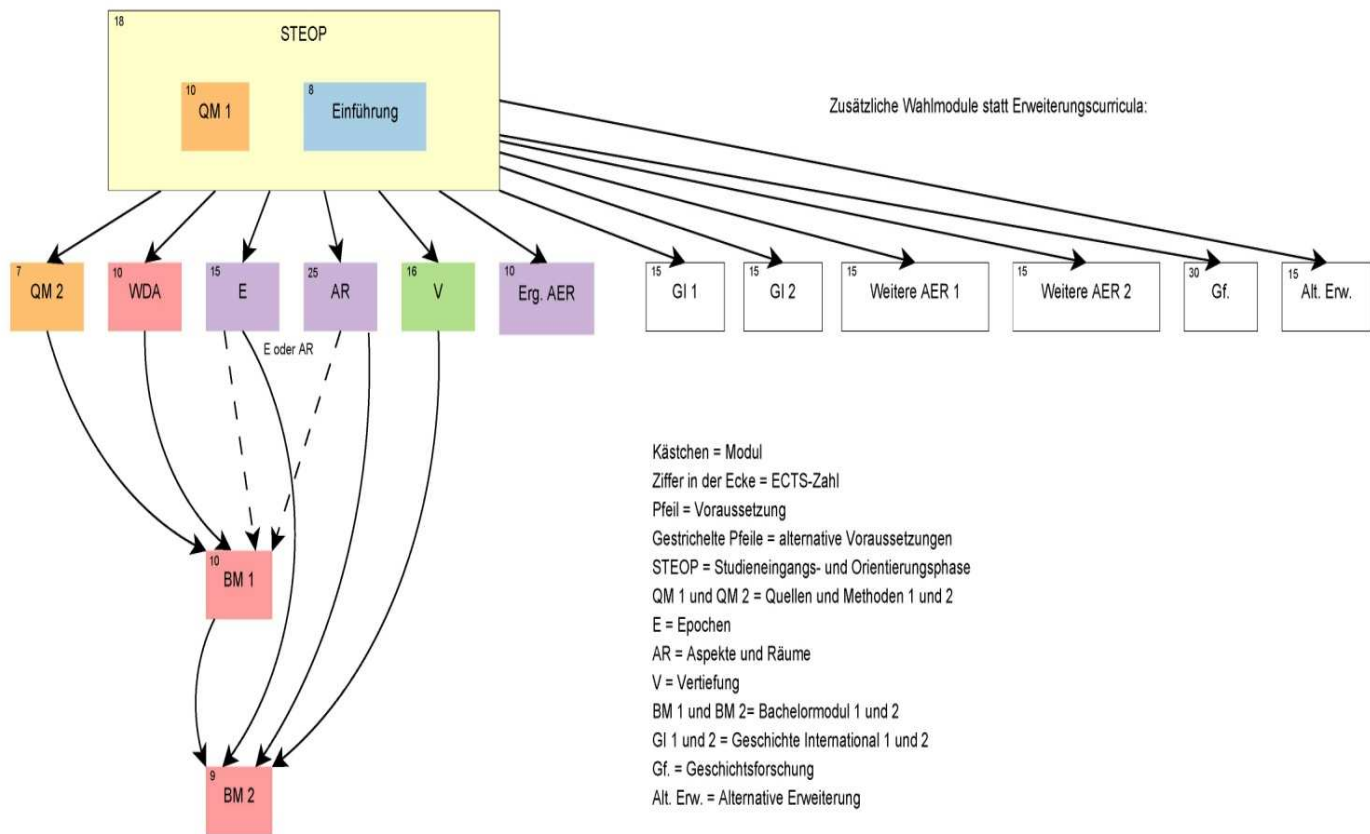 18
STEOP
10
QM 1
8
Einführung
Zusätzliche Wahlmodule statt Erweiterungscurricula:
7
QM 2
10
WDA
15
E
25
AR
16
V
10
Erg. AER
15
GI 1
15
GI 2
15
Weitere AER 1
15
Weitere AER 2
30
Gf.
15
Alt. Erw.
E oder AR
10
BM 1
9
BM 2
Kästchen = Modul
Ziffer in der Ecke = ECTS-Zahl
Pfeil = Voraussetzung
Gestrichelte Pfeile = alternative Voraussetzungen
STEOP = Studieneingangs- und Orientierungsphase
QM 1 und QM 2 = Quellen und Methoden 1 und 2
E = Epochen
AR = Aspekte und Räume
V = Vertiefung
BM 1 und BM 2= Bachelormodul 1 und 2
GI 1 und 2 = Geschichte International 1 und 2
Gf. = Geschichtsforschung
Alt. Erw. = Alternative Erweiterung